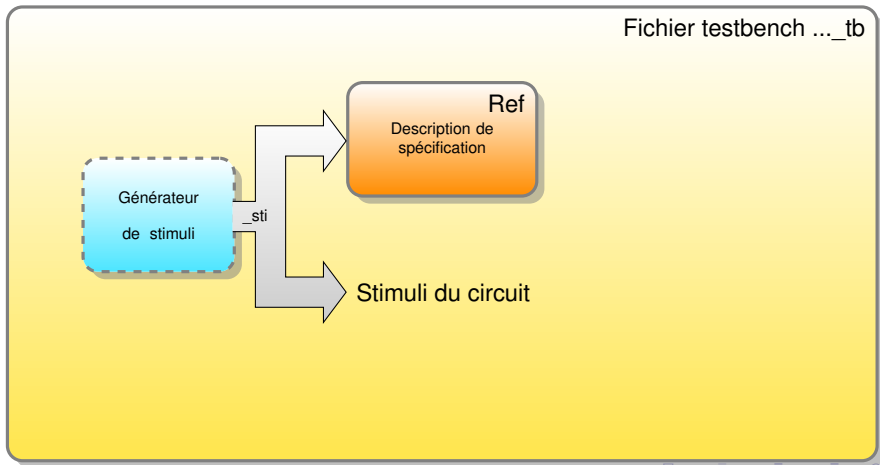 Fichier testbench ..._tb
Ref
Description de
spécification
Générateur
de stimuli
_sti
Stimuli du circuit